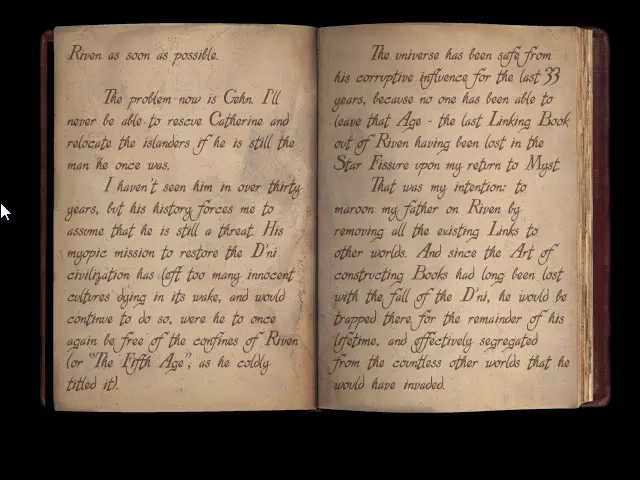 Riven as soon as possible.
The problem now is Gehn. I'll
never be able to rescue Catherine and
relocate the islanders if he is still the
man he once was.
I haven't seen him in over thirty
years, but his history forces me to
assume that he is still a threat. His
myopic mission to restore the D'ni
civilization has left too many innocent
cultures dying in its wake, and would
continue to do so, were he to once
again be free of the confines of Riven
(or "The Fifth Age", as he coldly
titled it).
The universe has been safe from
his corruptive influence for the last 33
years, because no one has been able to
leave that Age - the last Linking Book
out of Riven having been lost in the
Star Fissure upon my return to Myst.
That was my intention: to
maroon my father on Riven by
removing all the existing Links to
other worlds. And since the Art of
constructing Books had long been lost
with the fall of the D'ni, he would be
trapped there for the remainder of his
lifetime, and effectively segregated
from the countless other worlds that he
would have invaded.